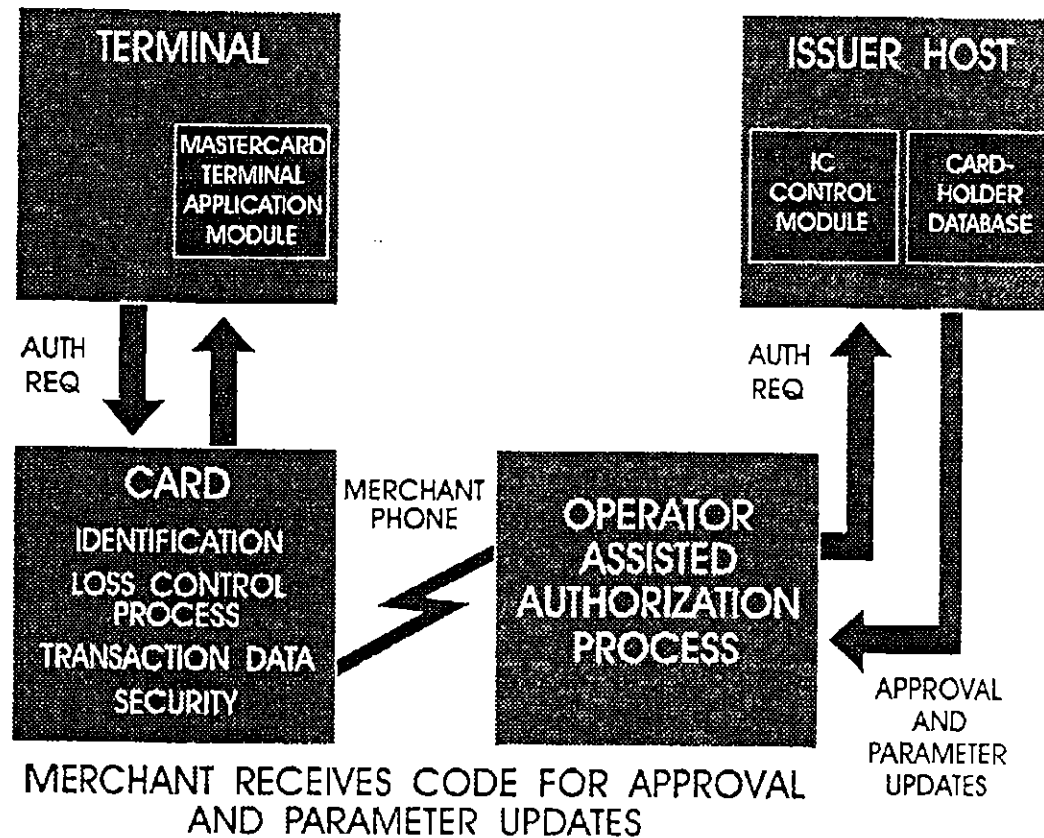 TERMINAL
MASTERCARD
TERMINAL
APPLICATION
MODULE
ISSUER HOST
IC
CONTROL
MODULE
CARD-
HOLDER
DATABASE
AUTH
REQ
AUTH
REQ
CARD
IDENTIFICATION
LOSS CONTROL
PROCESS
TRANSACTION DATA
SECURITY
MERCHANT
PHONE
OPERATOR
ASSISTED
AUTHORIZATION
PROCESS
APPROVAL
AND
PARAMETER
UPDATES
MERCHANT RECEIVES CODE FOR APPROVAL
AND PARAMETER UPDATES